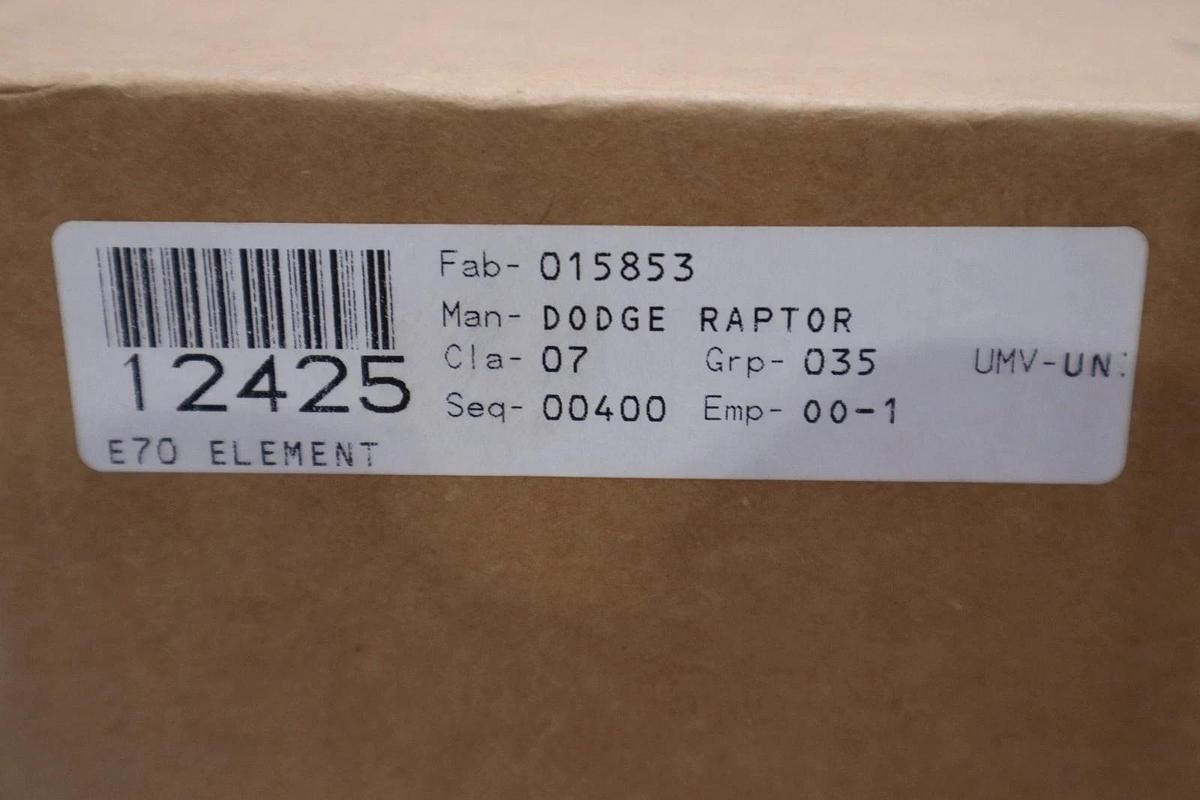 Fab- 015853
Man- DODGE RAPTOR
Cla- 07 Grp- 035 UMV-UN
12425
Seq- 00400 Emp- 00-1
E70 ELEMENT